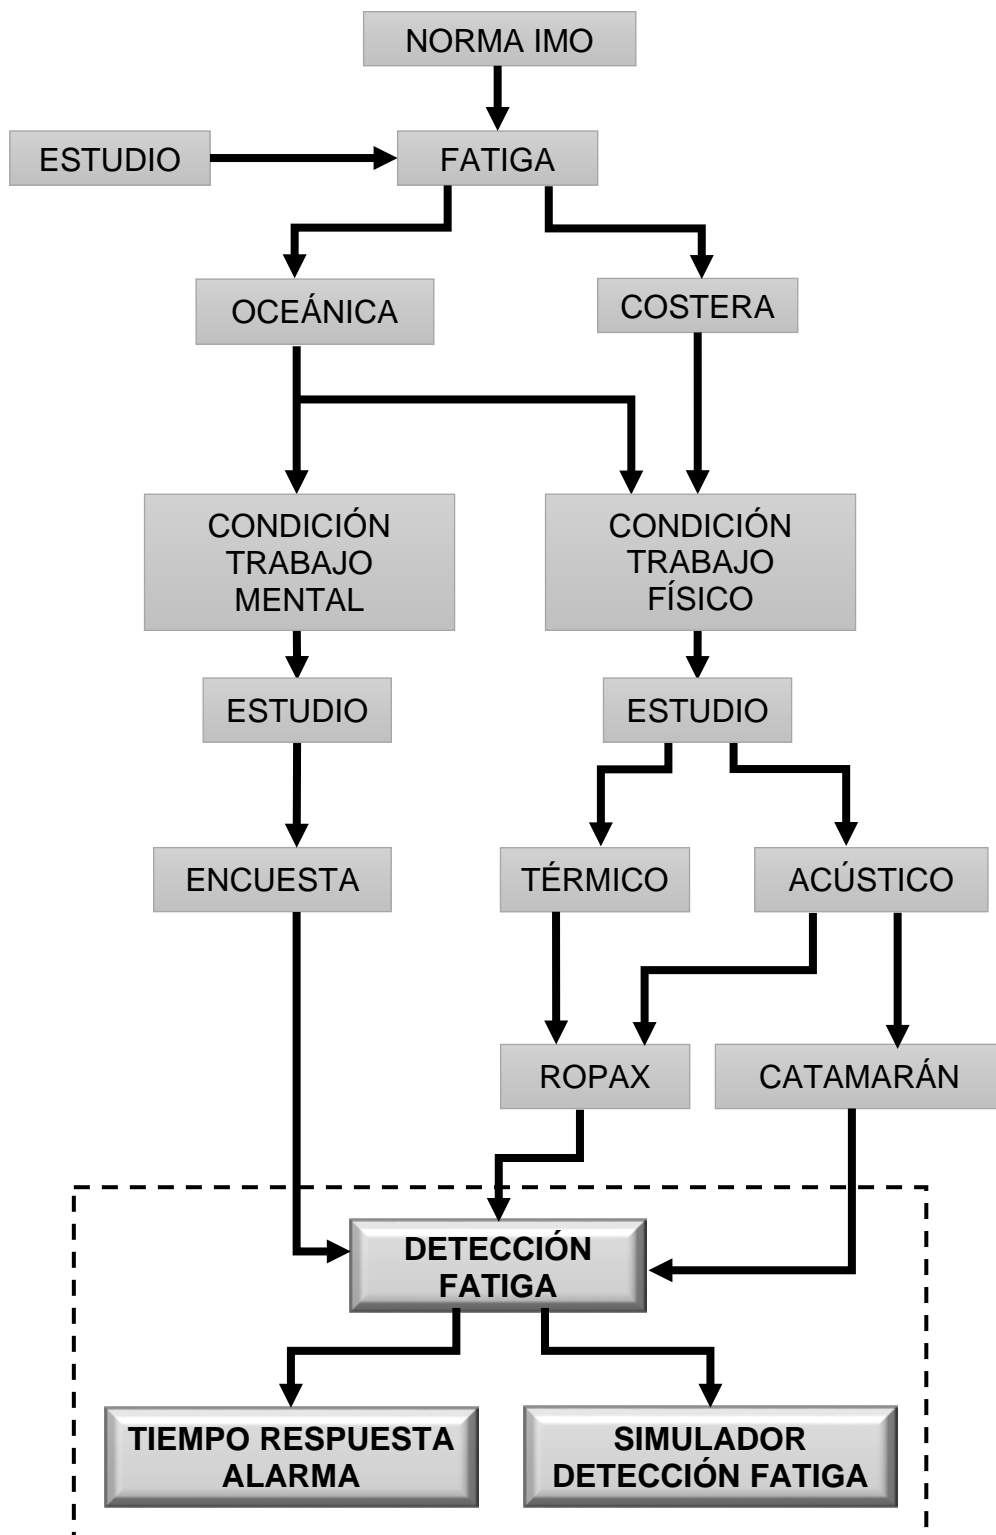 NORMA IMO
ESTUDIO
FATIGA
OCEÁNICA
COSTERA
CONDICIÓN
TRABAJO
MENTAL
CONDICIÓN
TRABAJO
FÍSICO
ESTUDIO
ESTUDIO
ENCUESTA
TÉRMICO
ACÚSTICO
ROPAX
CATAMARÁN
DETECCIÓN
FATIGA
TIEMPO RESPUESTA
ALARMA
SIMULADOR
DETECCIÓN FATIGA